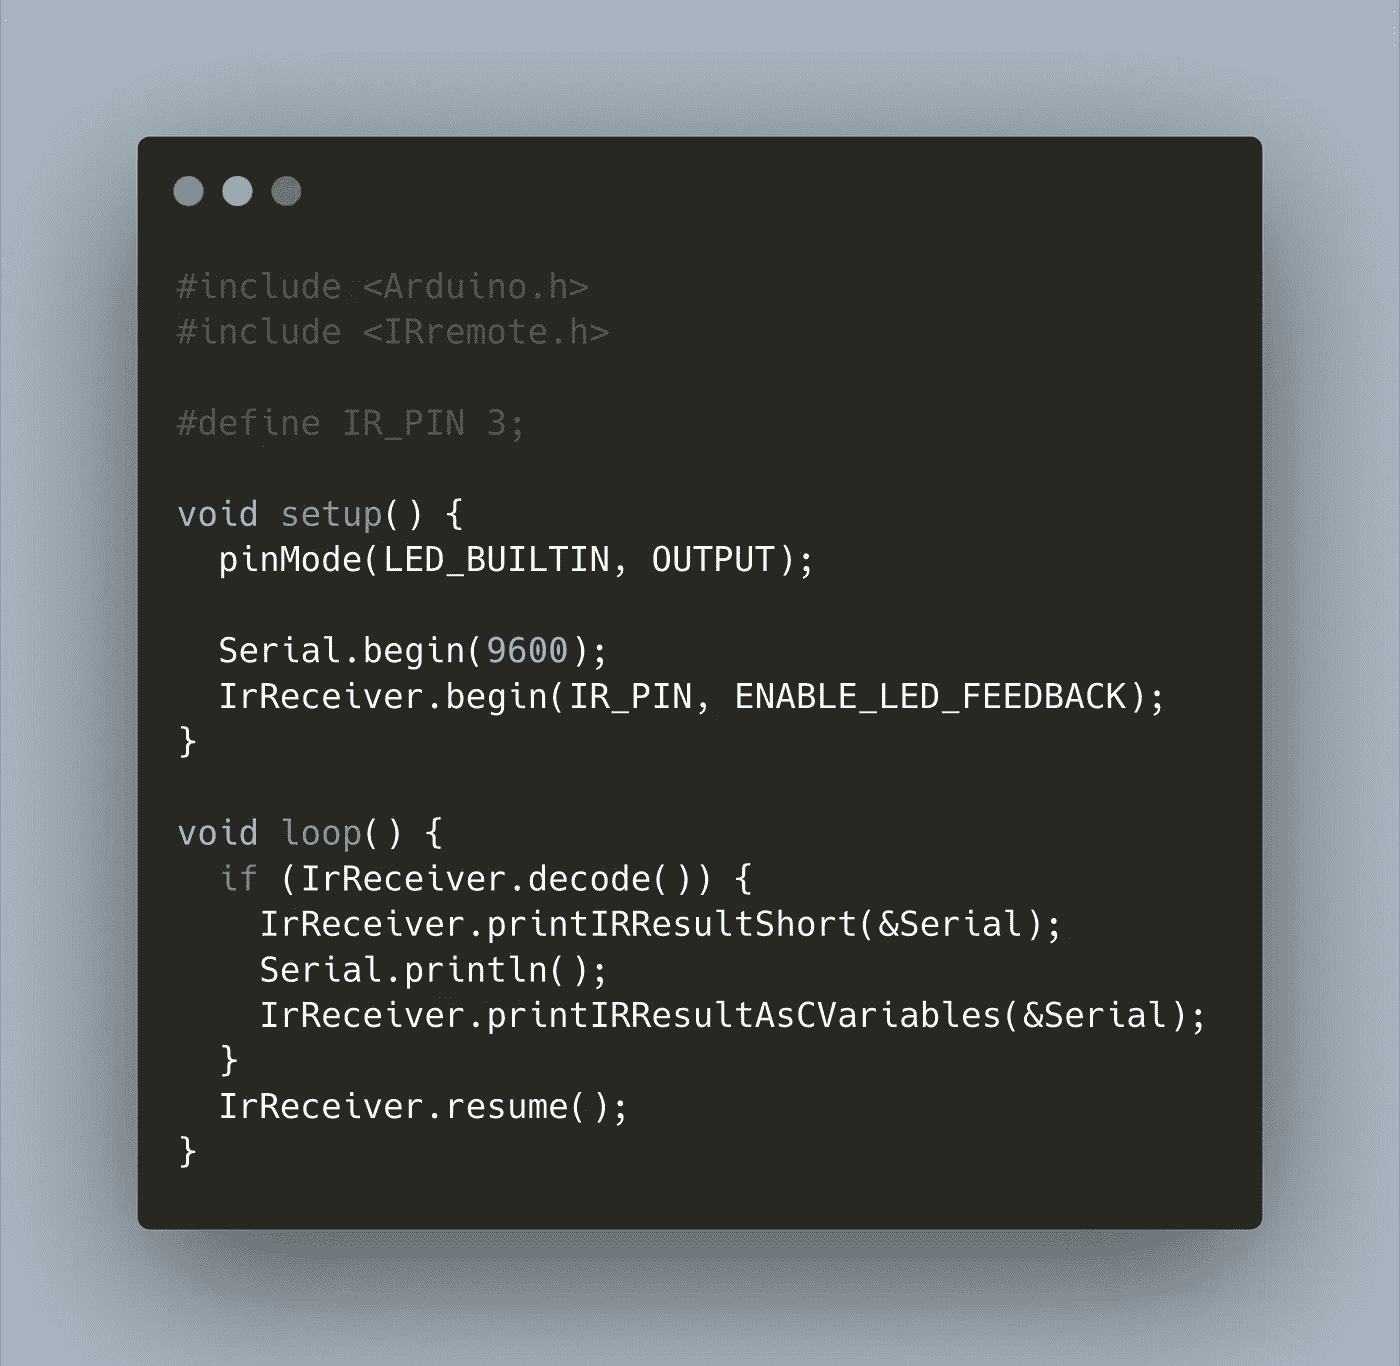 #include <Arduino.h>
#include <IRremote.h>
#define IR_PIN 3;
void setup() {
  pinMode(LED_BUILTIN, OUTPUT);
  Serial.begin(9600);
  IrReceiver.begin(IR_PIN, ENABLE_LED_FEEDBACK);
}
void loop() {
  if (IrReceiver.decode()) {
    IrReceiver.printIRResultShort(&Serial);
    Serial.println();
    IrReceiver.printIRResultAsCVariables(&Serial);
  }
  IrReceiver.resume();
}